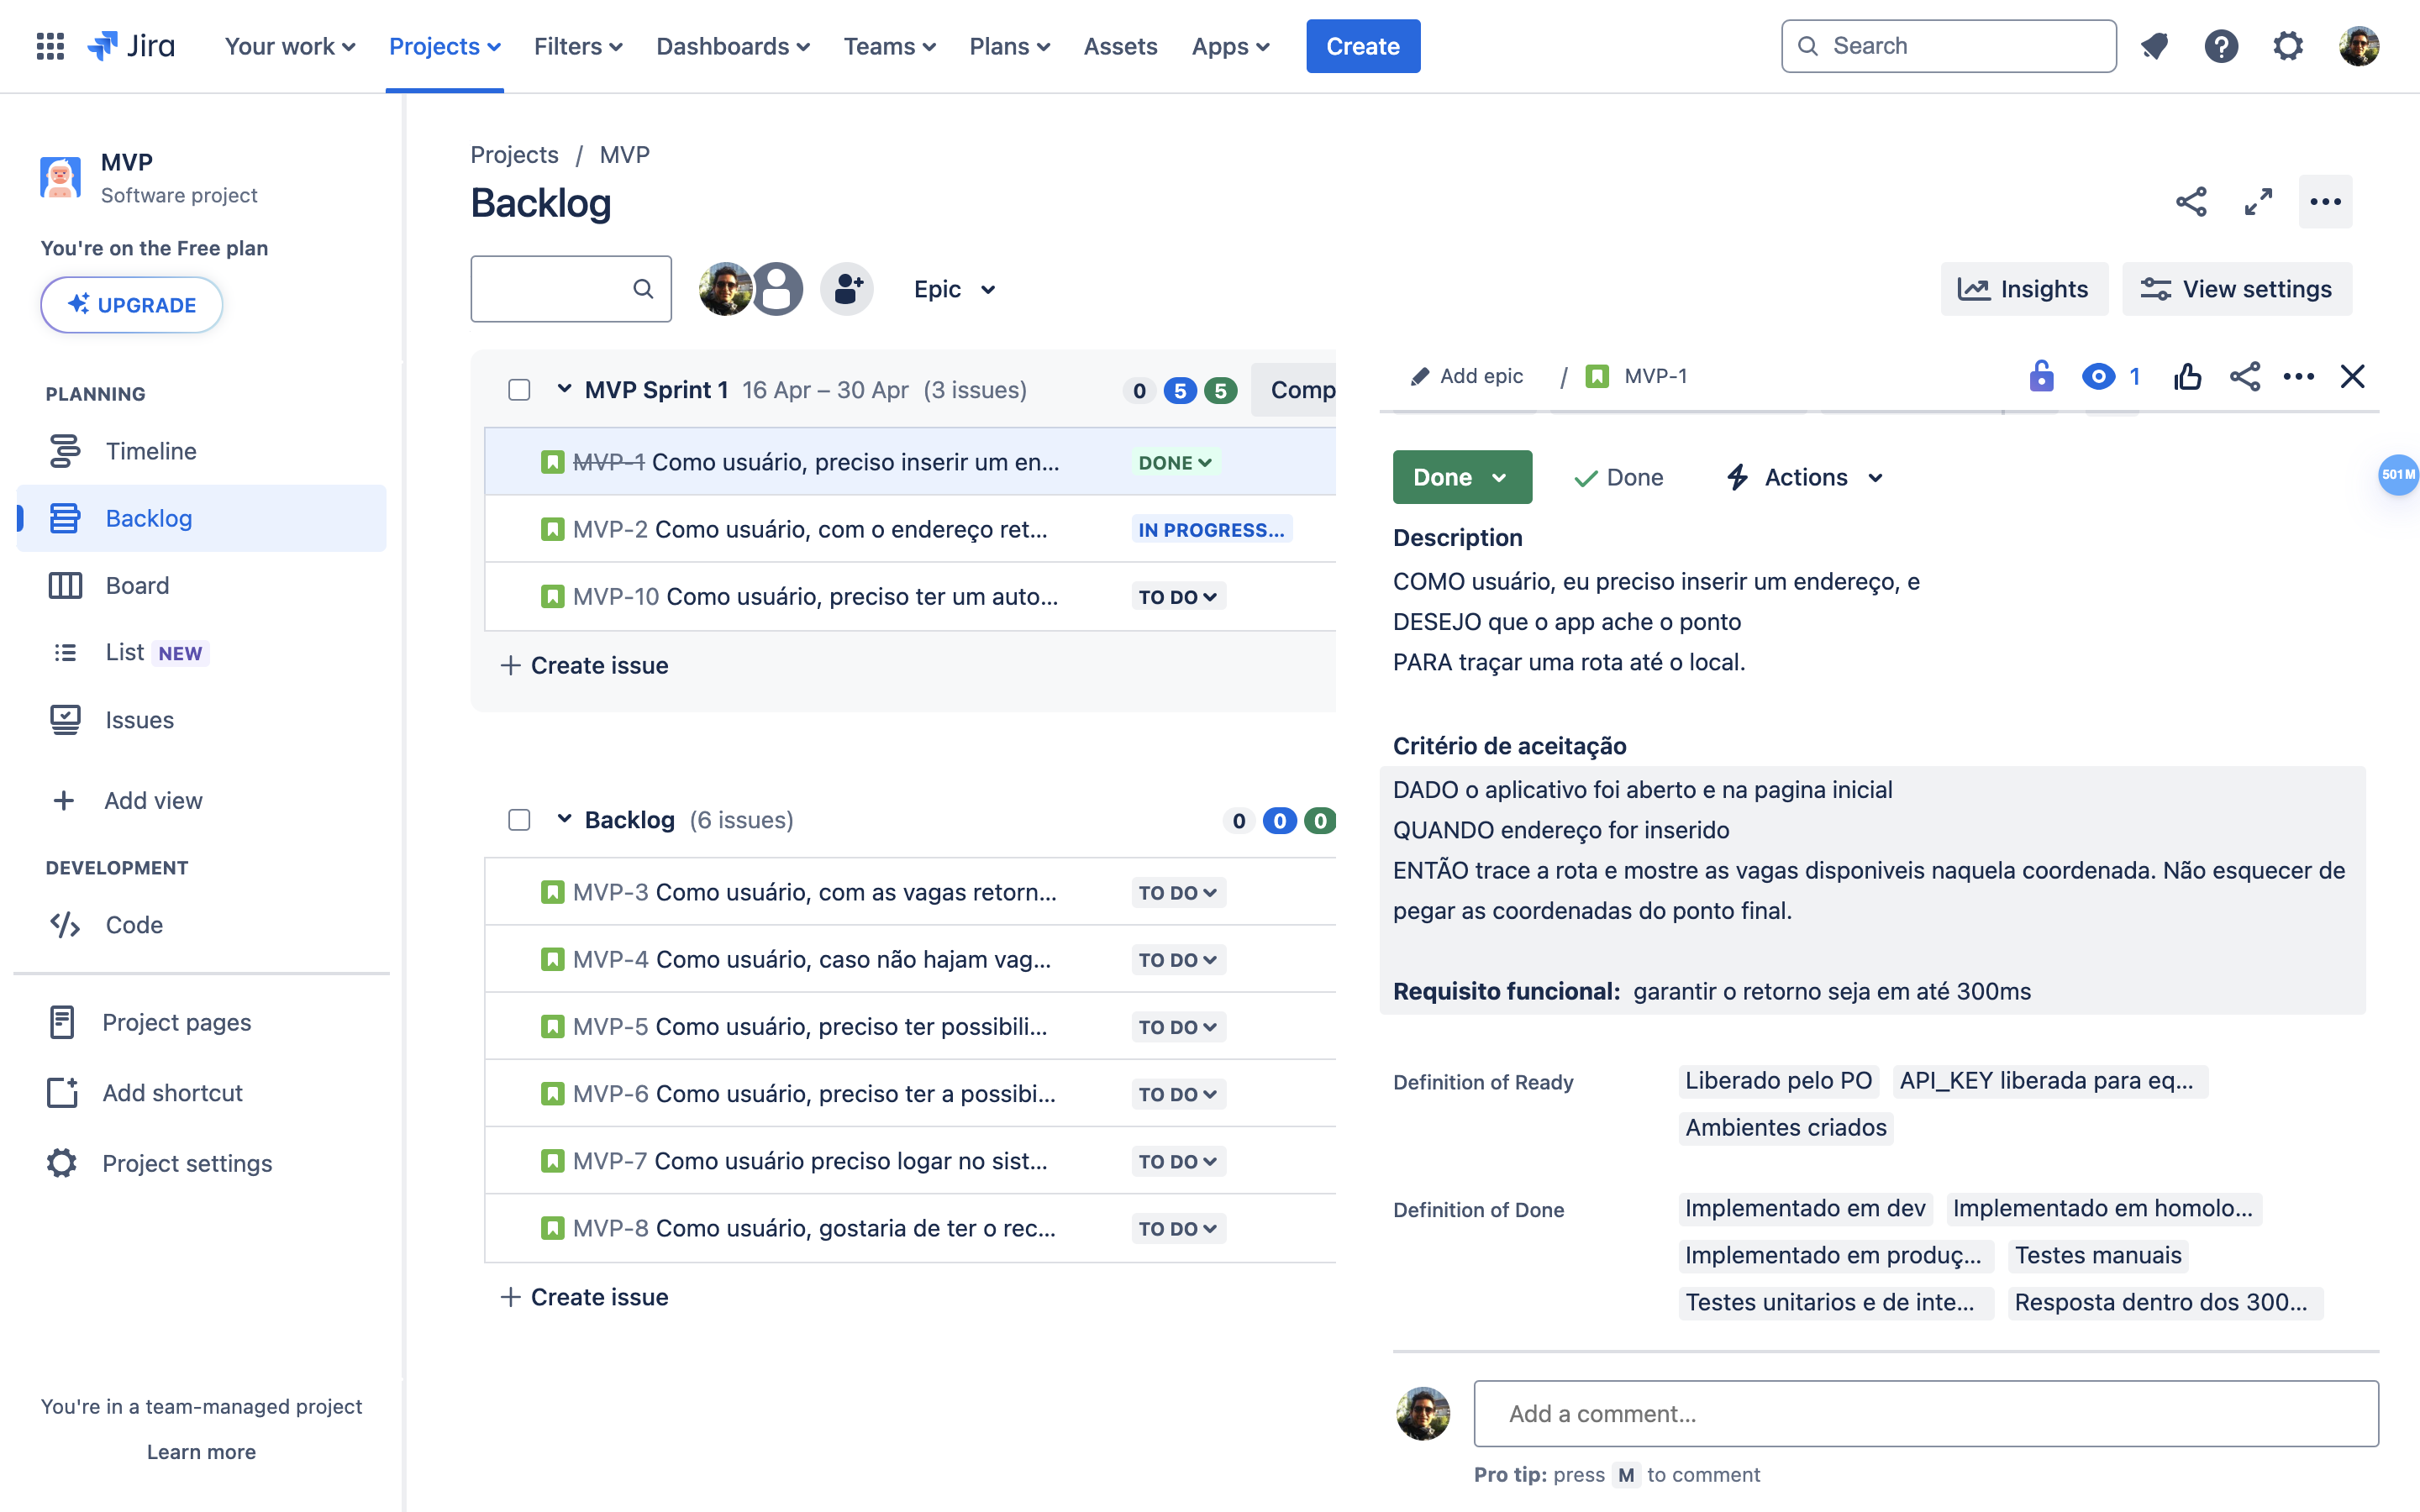 Jira Your work Projects Filters Dashboards Teams Plans Assets Apps Create Search
MVP
Software project
You're on the Free plan
UPGRADE
PLANNING
Timeline
Backlog
Board
List NEW
Issues
Add view
DEVELOPMENT
Code
Project pages
Add shortcut
Project settings
You're in a team-managed project
Learn more
Projects / MVP
Backlog
Epic
Insights View settings
MVP Sprint 1 16 Apr – 30 Apr (3 issues) 0 5 5 Comp
MVP-1 Como usuário, preciso inserir um en... DONE
MVP-2 Como usuário, com o endereço ret... IN PROGRESS...
MVP-10 Como usuário, preciso ter um auto... TO DO
+ Create issue
Backlog (6 issues) 0 0 0
MVP-3 Como usuário, com as vagas retorn... TO DO
MVP-4 Como usuário, caso não hajam vag... TO DO
MVP-5 Como usuário, preciso ter possibili... TO DO
MVP-6 Como usuário, preciso ter a possibi... TO DO
MVP-7 Como usuário preciso logar no sist... TO DO
MVP-8 Como usuário, gostaria de ter o rec... TO DO
+ Create issue
Add epic / MVP-1 1
Done Done Actions
501M
Description
COMO usuário, eu preciso inserir um endereço, e
DESEJO que o app ache o ponto
PARA traçar uma rota até o local.
Critério de aceitação
DADO o aplicativo foi aberto e na pagina inicial
QUANDO endereço for inserido
ENTÃO trace a rota e mostre as vagas disponiveis naquela coordenada. Não esquecer de
pegar as coordenadas do ponto final.
Requisito funcional: garantir o retorno seja em até 300ms
Definition of Ready Liberado pelo PO API_KEY liberada para eq...
Ambientes criados
Definition of Done Implementado em dev Implementado em homolo...
Implementado em produç... Testes manuais
Testes unitarios e de inte... Resposta dentro dos 300...
Add a comment...
Pro tip: press M to comment